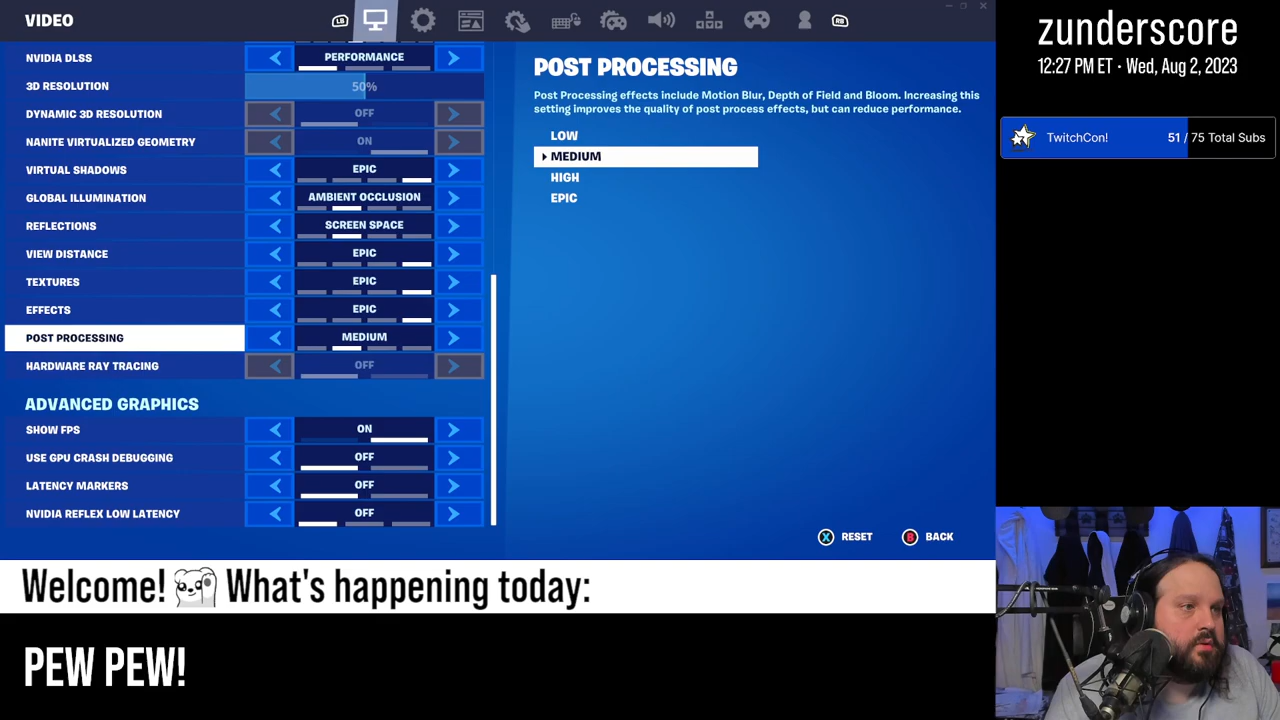 VIDEO
LB
RB
NVIDIA DLSS
PERFORMANCE
3D RESOLUTION
50%
DYNAMIC 3D RESOLUTION
OFF
NANITE VIRTUALIZED GEOMETRY
ON
VIRTUAL SHADOWS
EPIC
GLOBAL ILLUMINATION
AMBIENT OCCLUSION
REFLECTIONS
SCREEN SPACE
VIEW DISTANCE
EPIC
TEXTURES
EPIC
EFFECTS
EPIC
POST PROCESSING
MEDIUM
HARDWARE RAY TRACING
OFF
ADVANCED GRAPHICS
SHOW FPS
ON
USE GPU CRASH DEBUGGING
OFF
LATENCY MARKERS
OFF
NVIDIA REFLEX LOW LATENCY
OFF
POST PROCESSING
Post Processing effects include Motion Blur, Depth of Field and Bloom. Increasing this
setting improves the quality of post process effects, but can reduce performance.
LOW
MEDIUM
HIGH
EPIC
X RESET
B BACK
zunderscore
12:27 PM ET · Wed, Aug 2, 2023
TwitchCon! 51 / 75 Total Subs
Welcome! What's happening today:
PEW PEW!